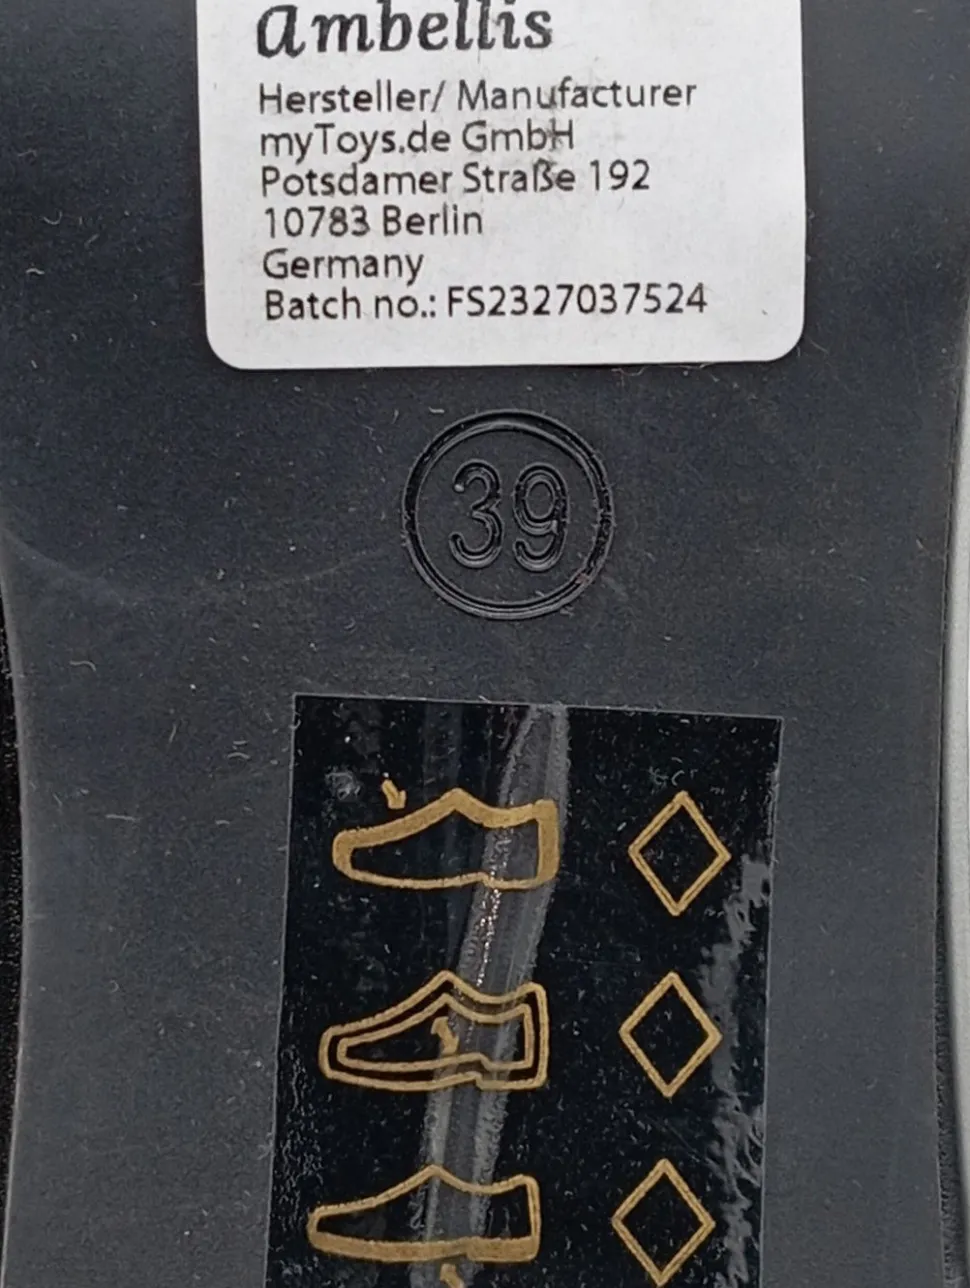 Ambellis
Hersteller/ Manufacturer
myToys.de GmbH
Potsdamer Straße 192
10783 Berlin
Germany
Batch no.: FS2327037524
39